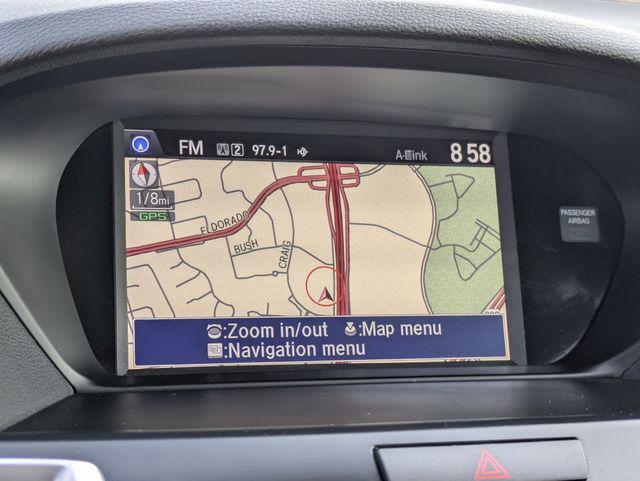 FM 2 97.9-1 A-Link 8 58
1/8mi
GPS
ELDORADO
BUSH
CRAIG
:Zoom in/out :Map menu
:Navigation menu
PASSENGER
AIRBAG